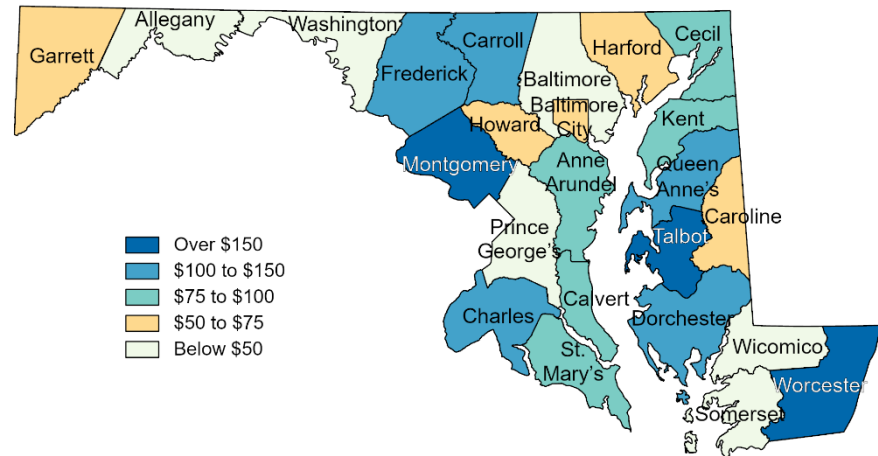 Allegany
Washington
Garrett
Frederick
Carroll
Harford
Cecil
Baltimore
Baltimore
City
Howard
Kent
Montgomery
Anne
Arundel
Queen
Anne's
Caroline
Talbot
Prince
George's
Over $150
$100 to $150
$75 to $100
$50 to $75
Below $50
Calvert
Charles
Dorchester
St.
Mary's
Wicomico
Worcester
Somerset